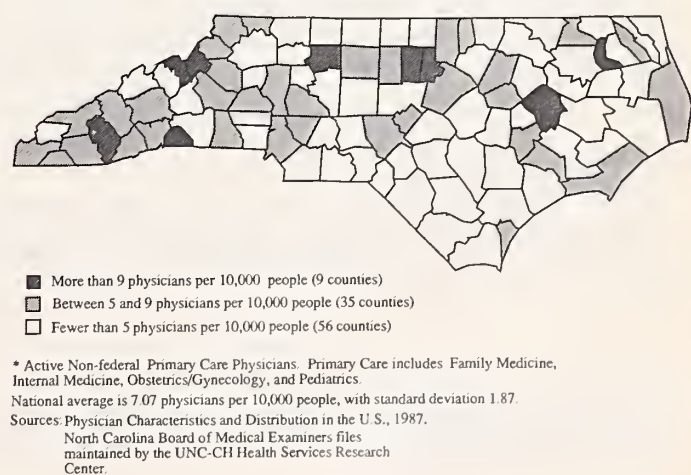 More than 9 physicians per 10,000 people (9 counties)
Between 5 and 9 physicians per 10,000 people (35 counties)
Fewer than 5 physicians per 10,000 people (56 counties)
* Active Non-federal Primary Care Physicians. Primary Care includes Family Medicine,
Internal Medicine, Obstetrics/Gynecology, and Pediatrics.
National average is 7.07 physicians per 10,000 people, with standard deviation 1.87.
Sources: Physician Characteristics and Distribution in the U.S., 1987.
North Carolina Board of Medical Examiners files
maintained by the UNC-CH Health Services Research
Center.